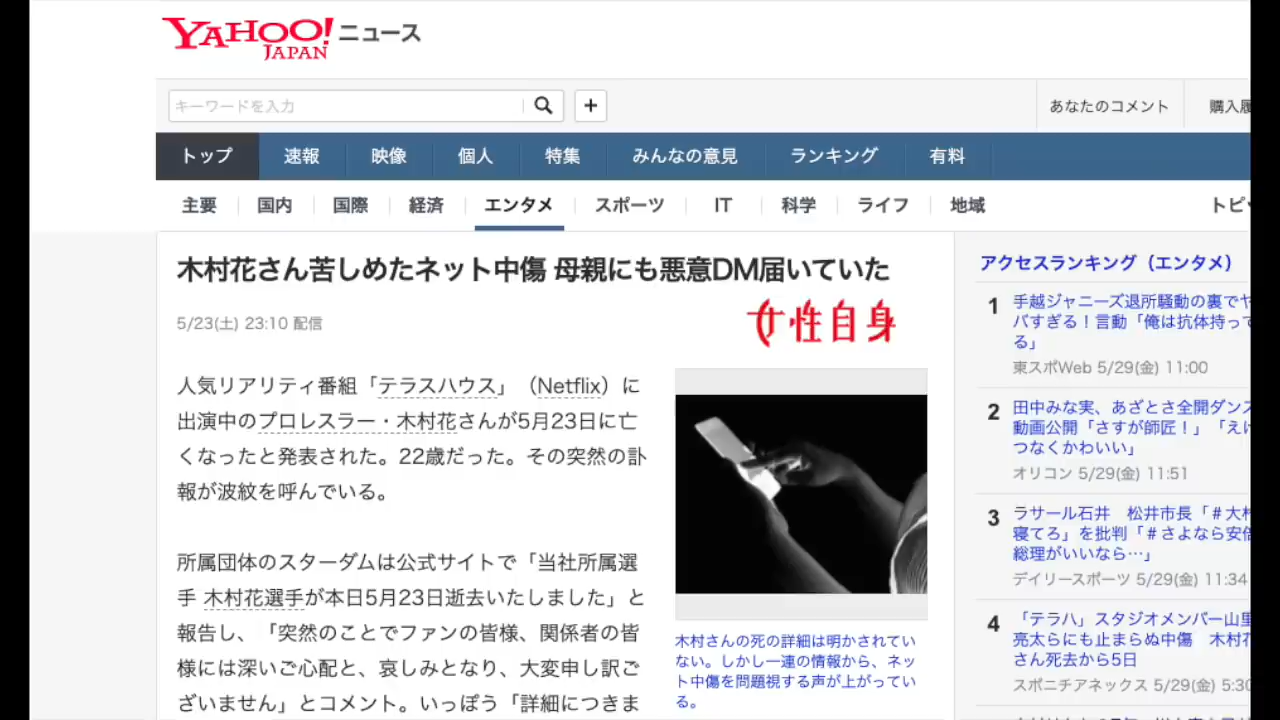 YAHOO! JAPAN ニュース
キーワードを入力
+
あなたのコメント
購入履
トップ 速報 映像 個人 特集 みんなの意見 ランキング 有料
主要 国内 国際 経済 エンタメ スポーツ IT 科学 ライフ 地域 トピ
木村花さん苦しめたネット中傷 母親にも悪意DM届いていた
5/23(土) 23:10 配信
女性自身
人気リアリティ番組「テラスハウス」（Netflix）に
出演中のプロレスラー・木村花さんが5月23日に亡
くなったと発表された。22歳だった。その突然の訃
報が波紋を呼んでいる。
所属団体のスターダムは公式サイトで「当社所属選
手 木村花選手が本日5月23日逝去いたしました」と
報告し、「突然のことでファンの皆様、関係者の皆
様には深いご心配と、哀しみとなり、大変申し訳ご
ざいません」とコメント。いっぽう「詳細につきま
木村さんの死の詳細は明かされてい
ない。しかし一連の情報から、ネッ
ト中傷を問題視する声が上がってい
る。
アクセスランキング（エンタメ）
1 手越ジャニーズ退所騒動の裏でヤ
バすぎる！言動「俺は抗体持って
る」
東スポWeb 5/29(金) 11:00
2 田中みな実、あざとさ全開ダンス
動画公開「さすが師匠！」「えげ
つなくかわいい」
オリコン 5/29(金) 11:51
3 ラサール石井　松井市長「＃大村
寝てろ」を批判「＃さよなら安倍
総理がいいなら…」
デイリースポーツ 5/29(金) 11:34
4 「テラハ」スタジオメンバー山里
亮太らにも止まらぬ中傷　木村花
さん死去から5日
スポニチアネックス 5/29(金) 5:30